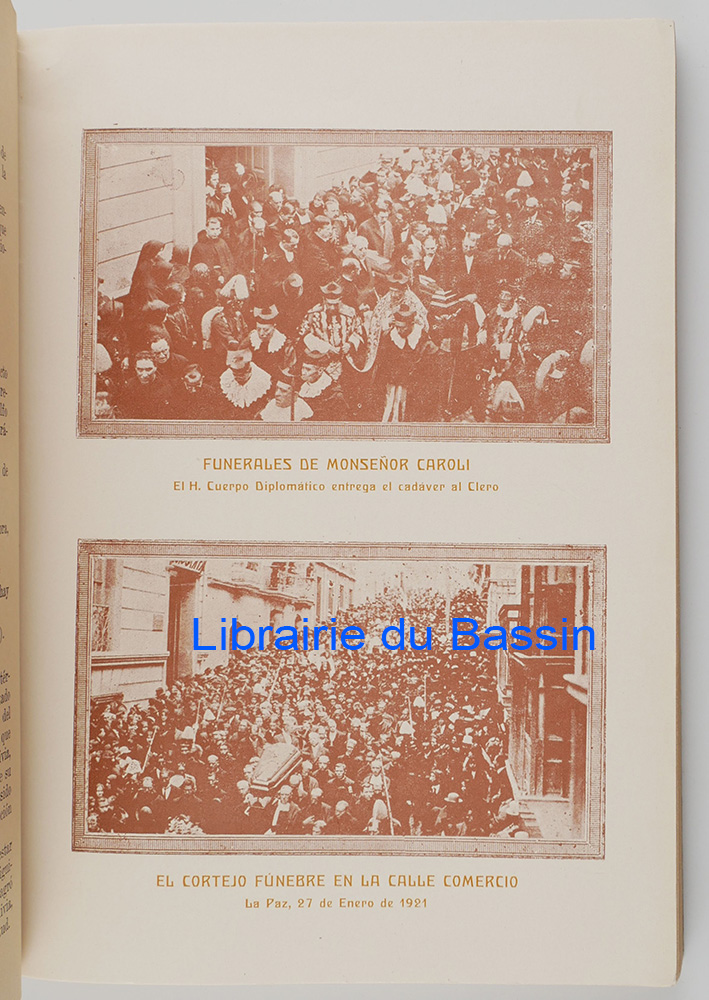 FUNERALES DE MONSEÑOR CAROLI
El H. Cuerpo Diplomático entrega el cadáver al Clero
Librairie du Bassin
EL CORTEJO FÚNEBRE EN LA CALLE COMERCIO
La Paz, 27 de Enero de 1921